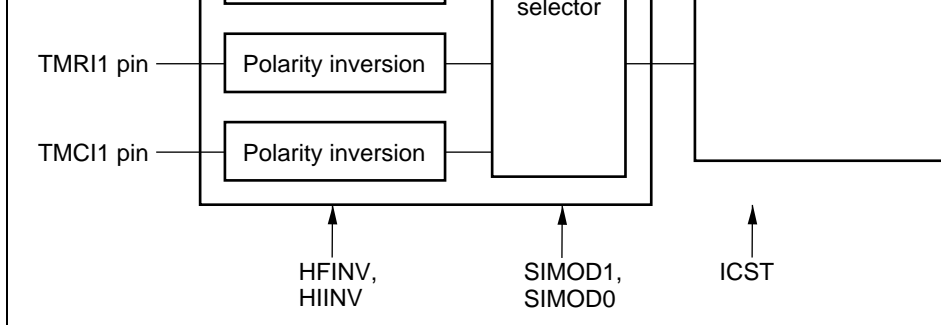 selector
TMRI1 pin
Polarity inversion
TMCI1 pin
Polarity inversion
HFINV,
HIINV
SIMOD1,
SIMOD0
ICST